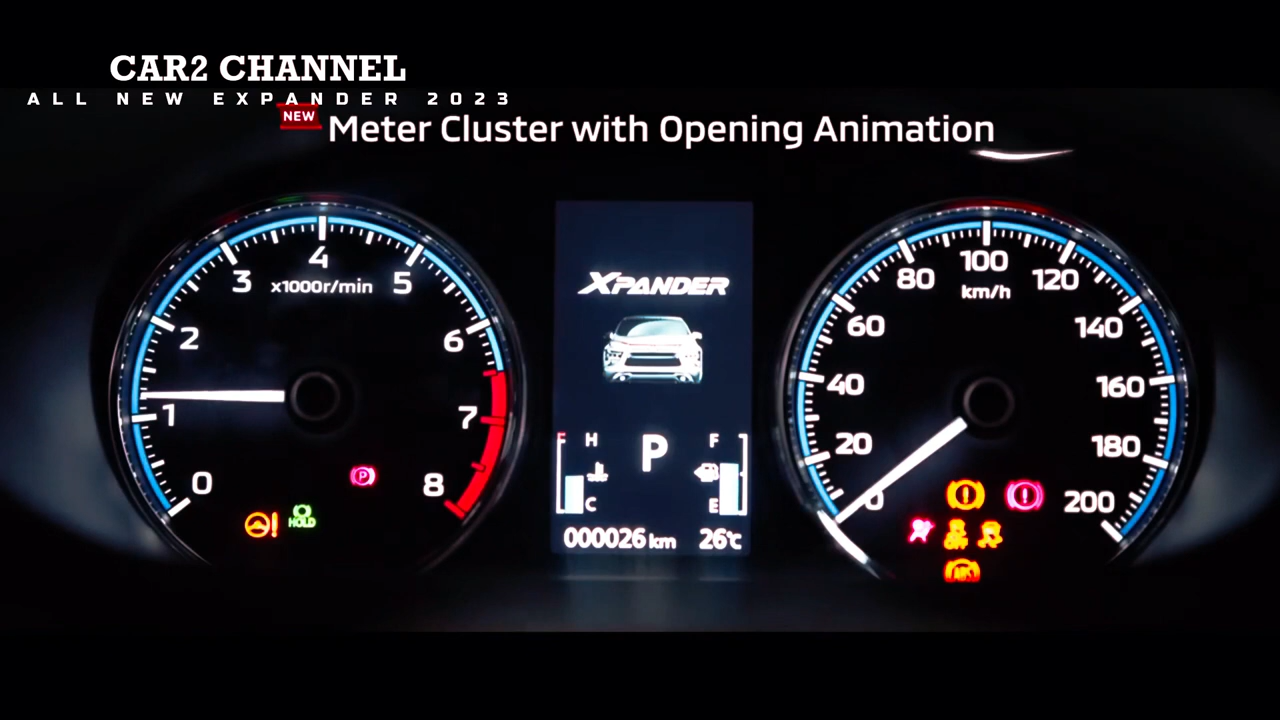 CAR2 CHANNEL
ALL NEW EXPANDER 2023
NEW Meter Cluster with Opening Animation
0 1 2 3 4 5 6 7 8
x1000r/min
P
HOLD
XPANDER
H F
P
C E
000026 km 26℃
0 20 40 60 80 100 120 140 160 180 200
km/h
OFF
ABS